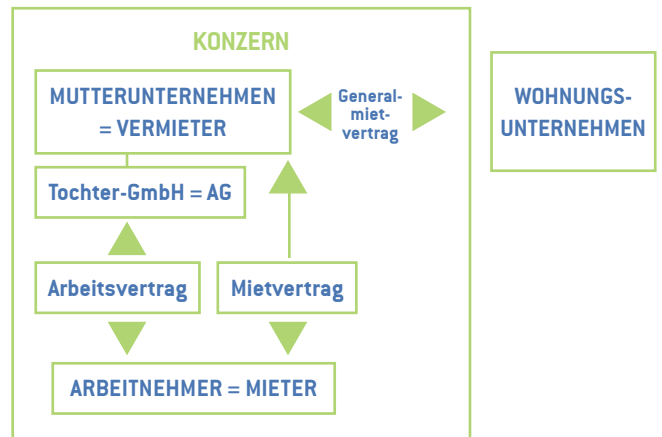 KONZERN
MUTTERUNTERNEHMEN
= VERMIETER
General-
miet-
vertrag
WOHNUNGS-
UNTERNEHMEN
Tochter-GmbH = AG
Arbeitsvertrag
Mietvertrag
ARBEITNEHMER = MIETER